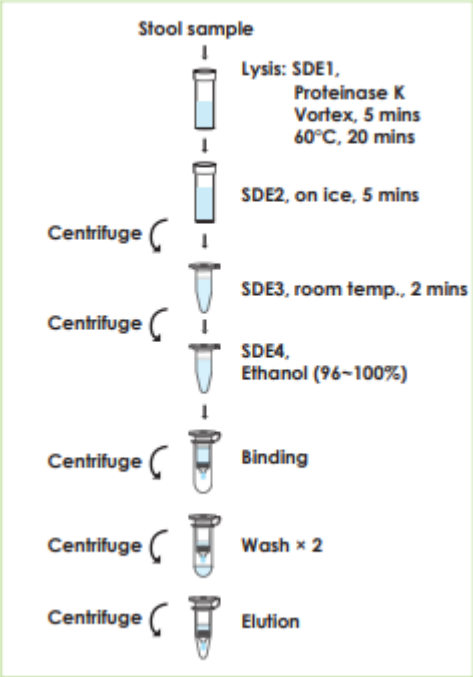 Stool sample
Lysis: SDE1,
Proteinase K
Vortex, 5 mins
60°C, 20 mins
SDE2, on ice, 5 mins
Centrifuge
SDE3, room temp., 2 mins
Centrifuge
SDE4,
Ethanol (96~100%)
Centrifuge
Binding
Centrifuge
Wash × 2
Centrifuge
Elution